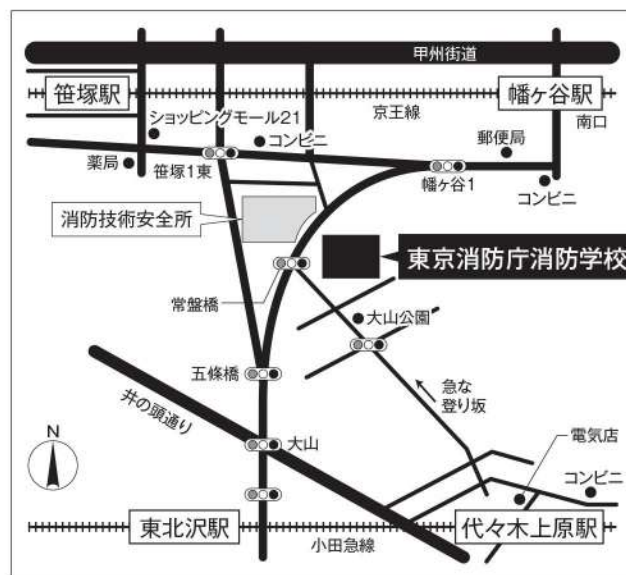 甲州街道
笹塚駅
幡ヶ谷駅
京王線
南口
ショッピングモール21
コンビニ
郵便局
薬局
笹塚1東
幡ヶ谷1
コンビニ
消防技術安全所
東京消防庁消防学校
常盤橋
大山公園
五條橋
急な
登り坂
井の頭通り
N
大山
電気店
コンビニ
東北沢駅
小田急線
代々木上原駅